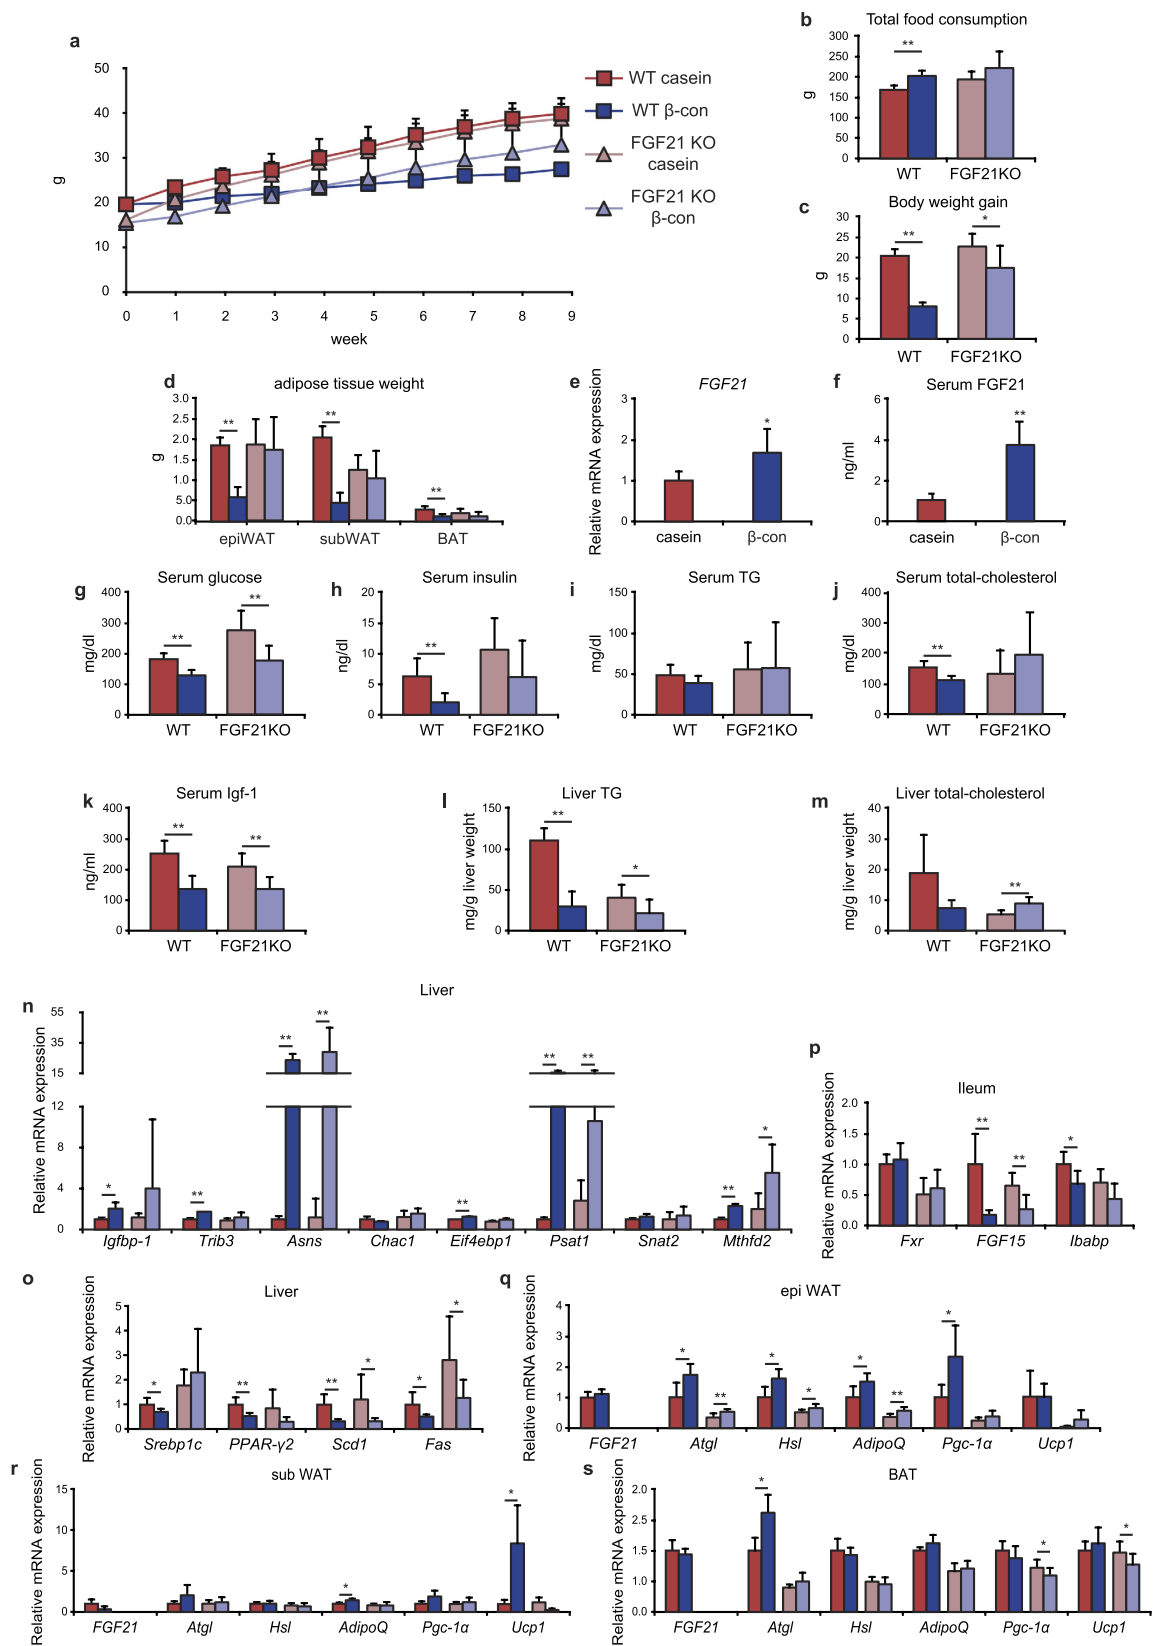 a
50
40
30
20
10
0
g
0 1 2 3 4 5 6 7 8 9
week
WT casein
WT β-con
FGF21 KO
casein
FGF21 KO
β-con
b
Total food consumption
300
250
200
150
100
50
0
g
WT FGF21KO
**
c
Body weight gain
30
25
20
15
10
5
0
g
** *
WT FGF21KO
d
adipose tissue weight
3.0
2.5
2.0
1.5
1.0
5.0
0.0
g
** ** **
epiWAT subWAT BAT
e
FGF21
Relative mRNA expression
3
2
1
0
*
casein β-con
f
Serum FGF21
ng/ml
6
4
2
0
**
casein β-con
g
Serum glucose
mg/dl
400
300
200
100
0
** **
WT FGF21KO
h
Serum insulin
ng/dl
20
15
10
5
0
**
WT FGF21KO
i
Serum TG
mg/dl
150
100
50
0
WT FGF21KO
j
Serum total-cholesterol
mg/dl
400
300
200
100
0
**
WT FGF21KO
k
Serum Igf-1
ng/ml
400
300
200
100
0
** **
WT FGF21KO
l
Liver TG
mg/g liver weight
150
100
50
0
** *
WT FGF21KO
m
Liver total-cholesterol
mg/g liver weight
40
30
20
10
0
**
WT FGF21KO
n
Liver
Relative mRNA expression
55
35
15
12
8
4
0
* ** ** ** ** ** ** ** *
Igfbp-1 Trib3 Asns Chac1 Eif4ebp1 Psat1 Snat2 Mthfd2
p
Ileum
Relative mRNA expression
2.0
1.5
1.0
0.5
0.0
** ** *
Fxr FGF15 Ibabp
o
Liver
Relative mRNA expression
5
4
3
2
1
0
* ** ** * * *
Srebp1c PPAR-γ2 Scd1 Fas
q
epi WAT
Relative mRNA expression
4
3
2
1
0
* ** * * * ** *
FGF21 Atgl Hsl AdipoQ Pgc-1α Ucp1
r
sub WAT
Relative mRNA expression
15
10
5
0
* *
FGF21 Atgl Hsl AdipoQ Pgc-1α Ucp1
s
BAT
Relative mRNA expression
2.0
2.5
1.5
1.0
0.0
* * *
FGF21 Atgl Hsl AdipoQ Pgc-1α Ucp1